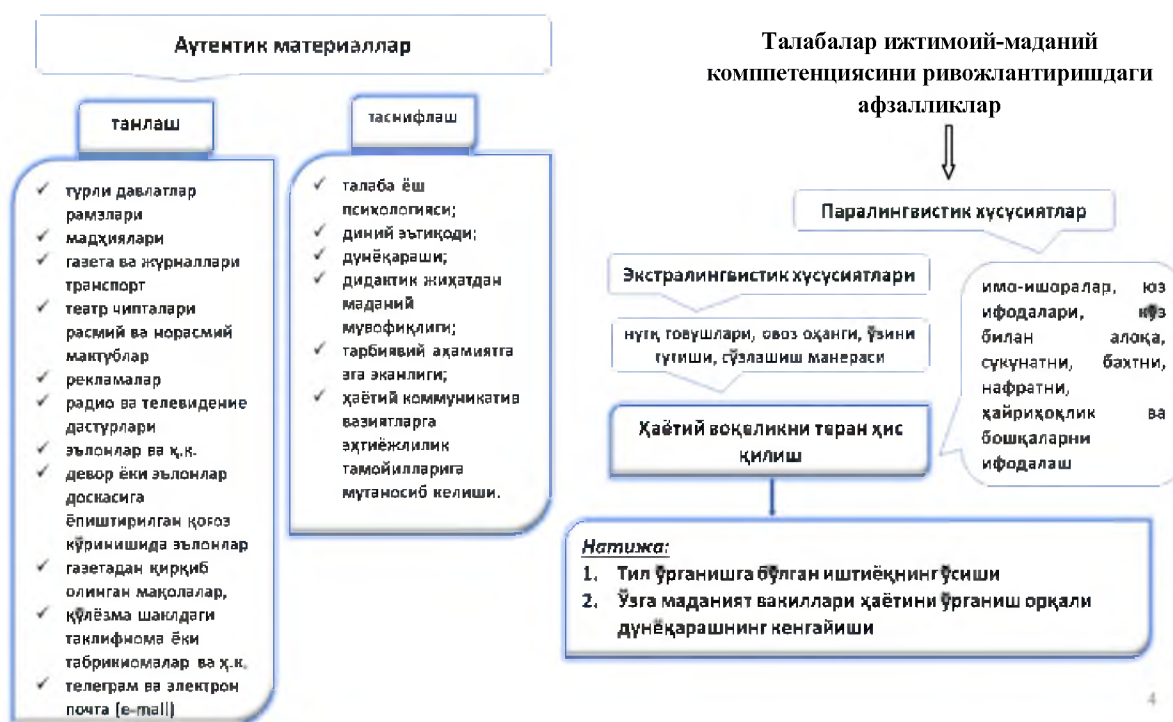 Аутентик материаллар
танлаш
✓ турли давлатлар
рамзлари
✓ мадҳиялари
✓ газета ва журналлари
транспорт
✓ театр чипталари
расмий ва норасмий
мактублар
✓ рекламалар
✓ радио ва телевидение
дастурлари
✓ эълонлар ва ҳ.к.
✓ девор ёки эълонлар
доскасига
ёпиштирилган қоғоз
кўринишида эълонлар
✓ газетадан қирқиб
олинган мақолалар,
✓ қўлёзма шаклдаги
таклифнома ёки
табрикномалар ва ҳ.к.
✓ телеграм ва электрон
почта (e-mail)
таснифлаш
✓ талаба ёш
психологияси;
✓ диний эътиқоди;
✓ дунёқараши;
✓ дидактик жиҳатдан
маданий
мувофиқлиги;
✓ тарбиявий аҳамиятга
эга эканлиги;
✓ ҳаётий коммуникатив
вазиятларга
эҳтиёжлилик
тамойилларига
мутаносиб келиши.
Талабалар ижтимоий-маданий
комппетенциясини ривожлантиришдаги
афзалликлар
Паралингвистик хусусиятлар
имо-ишоралар, юз
ифодалари, кўз
билан алоқа,
сукунатни, бахтни,
нафратни,
ҳайрихоҳлик ва
бошқаларни
ифодалаш
Экстралингвистик хусусиятлари
нутқ товушлари, овоз оҳанги, ўзини
тутиши, сўзлашиш манераси
Ҳаётий воқеликни теран ҳис
қилиш
Натижа:
1. Тил ўрганишга бўлган иштиёқнинг ўсиши
2. Ўзга маданият вакиллари ҳаётини ўрганиш орқали
дунёқарашнинг кенгайиши
4